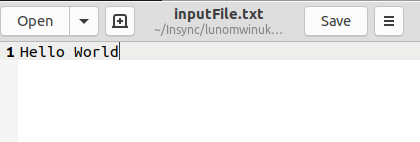 Open
inputFile.txt
~/Insync/lunomwinuk...
Save
1 Hello World